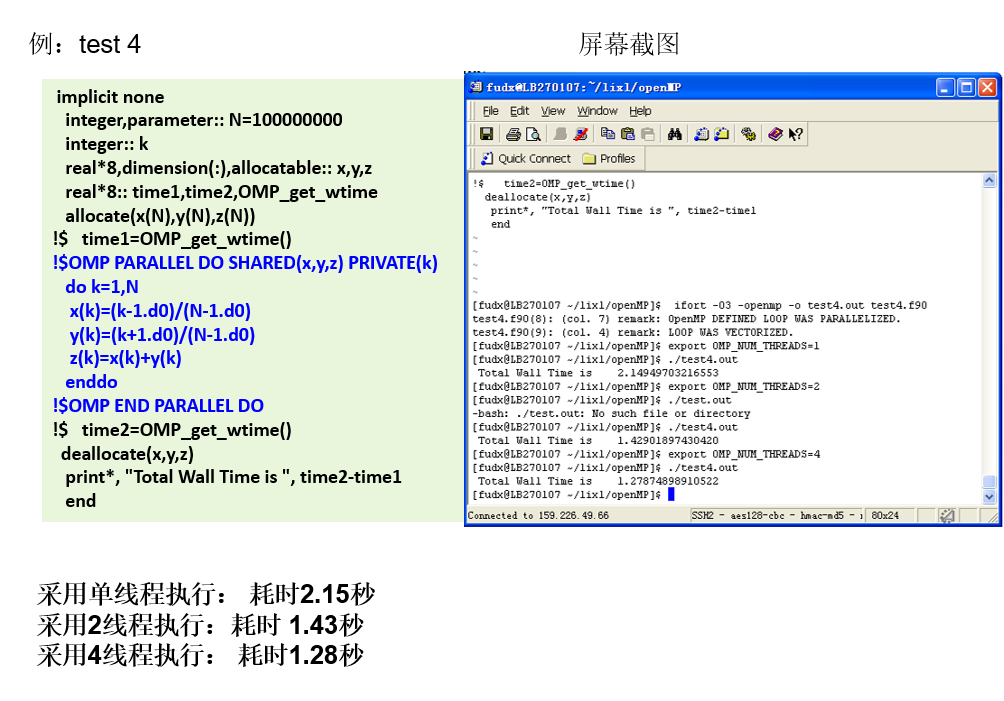 例：test 4
屏幕截图
implicit none
integer,parameter:: N=100000000
integer:: k
real*8,dimension(:),allocatable:: x,y,z
real*8:: time1,time2,OMP_get_wtime
allocate(x(N),y(N),z(N))
!$ time1=OMP_get_wtime()
!$OMP PARALLEL DO SHARED(x,y,z) PRIVATE(k)
do k=1,N
x(k)=(k-1.d0)/(N-1.d0)
y(k)=(k+1.d0)/(N-1.d0)
z(k)=x(k)+y(k)
enddo
!$OMP END PARALLEL DO
!$ time2=OMP_get_wtime()
deallocate(x,y,z)
print*, "Total Wall Time is ", time2-time1
end
fudx@LB270107:~/lixl/openMP
File Edit View Window Help
Quick Connect Profiles
!$ time2=OMP_get_wtime()
deallocate(x,y,z)
print*, "Total Wall Time is ", time2-time1
end
~
~
~
~
~
[fudx@LB270107 ~/lixl/openMP]$ ifort -O3 -openmp -o test4.out test4.f90
test4.f90(8): (col. 7) remark: OpenMP DEFINED LOOP WAS PARALLELIZED.
test4.f90(9): (col. 4) remark: LOOP WAS VECTORIZED.
[fudx@LB270107 ~/lixl/openMP]$ export OMP_NUM_THREADS=1
[fudx@LB270107 ~/lixl/openMP]$ ./test4.out
Total Wall Time is 2.14949703216553
[fudx@LB270107 ~/lixl/openMP]$ export OMP_NUM_THREADS=2
[fudx@LB270107 ~/lixl/openMP]$ ./test.out
-bash: ./test.out: No such file or directory
[fudx@LB270107 ~/lixl/openMP]$ ./test4.out
Total Wall Time is 1.42901897430420
[fudx@LB270107 ~/lixl/openMP]$ export OMP_NUM_THREADS=4
[fudx@LB270107 ~/lixl/openMP]$ ./test4.out
Total Wall Time is 1.27874898910522
[fudx@LB270107 ~/lixl/openMP]$
Connected to 159.226.49.66 SSH2 - aes128-cbc - hmac-md5 - 80x24
采用单线程执行： 耗时2.15秒
采用2线程执行：耗时 1.43秒
采用4线程执行： 耗时1.28秒